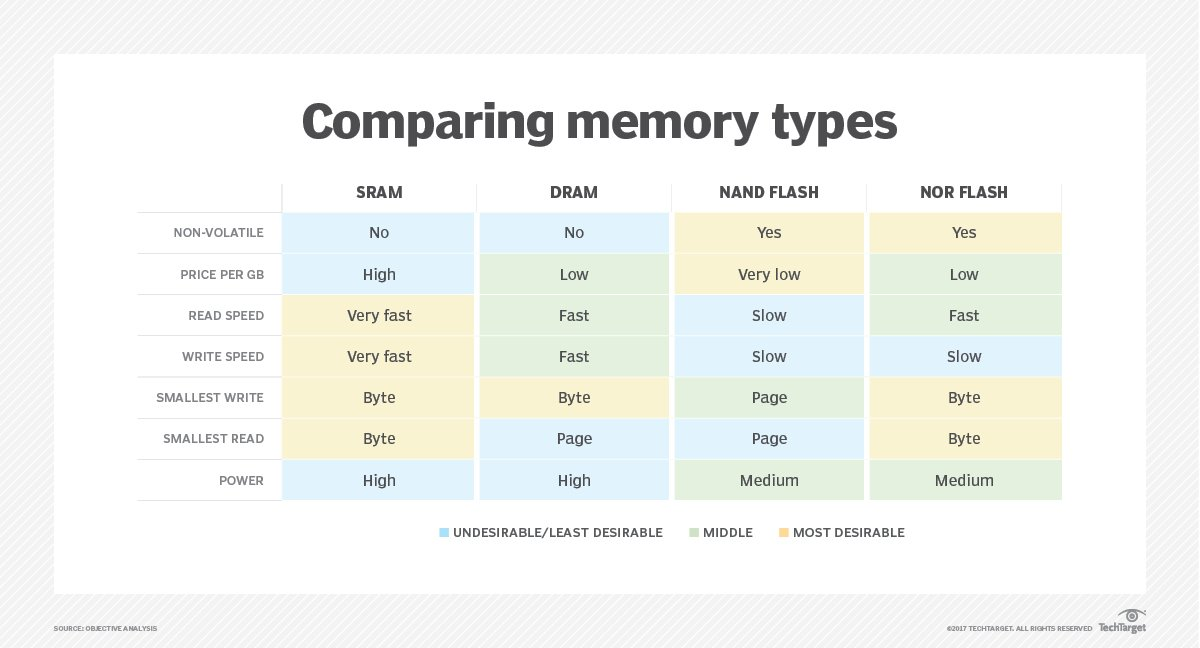 Comparing memory types
SRAM DRAM NAND FLASH NOR FLASH
NON-VOLATILE No No Yes Yes
PRICE PER GB High Low Very low Low
READ SPEED Very fast Fast Slow Fast
WRITE SPEED Very fast Fast Slow Slow
SMALLEST WRITE Byte Byte Page Byte
SMALLEST READ Byte Page Page Byte
POWER High High Medium Medium
UNDESIRABLE/LEAST DESIRABLE MIDDLE MOST DESIRABLE
SOURCE: OBJECTIVE ANALYSIS ©2017 TECHTARGET. ALL RIGHTS RESERVED TechTarget